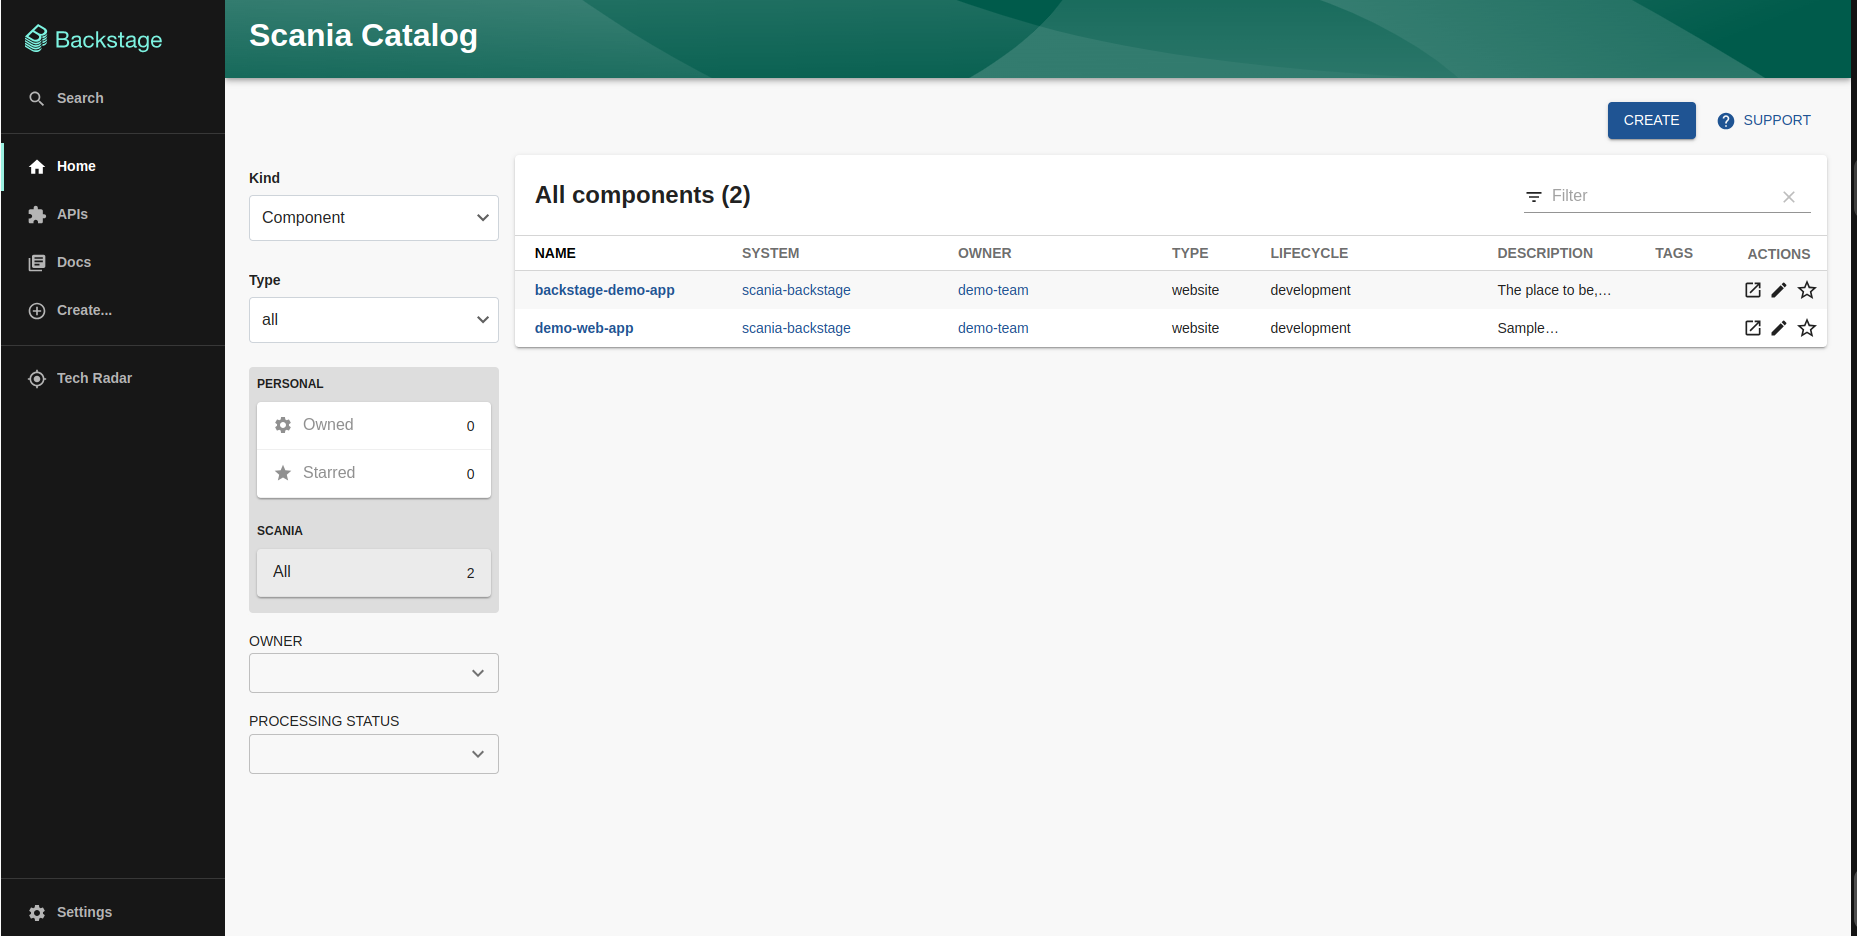 Backstage
Search
Home
APIs
Docs
Create...
Tech Radar
Settings
Scania Catalog
CREATE
SUPPORT
Kind
Component
Type
all
PERSONAL
Owned 0
Starred 0
SCANIA
All 2
OWNER
PROCESSING STATUS
All components (2)
Filter
NAME SYSTEM OWNER TYPE LIFECYCLE DESCRIPTION TAGS ACTIONS
backstage-demo-app scania-backstage demo-team website development The place to be,…
demo-web-app scania-backstage demo-team website development Sample…